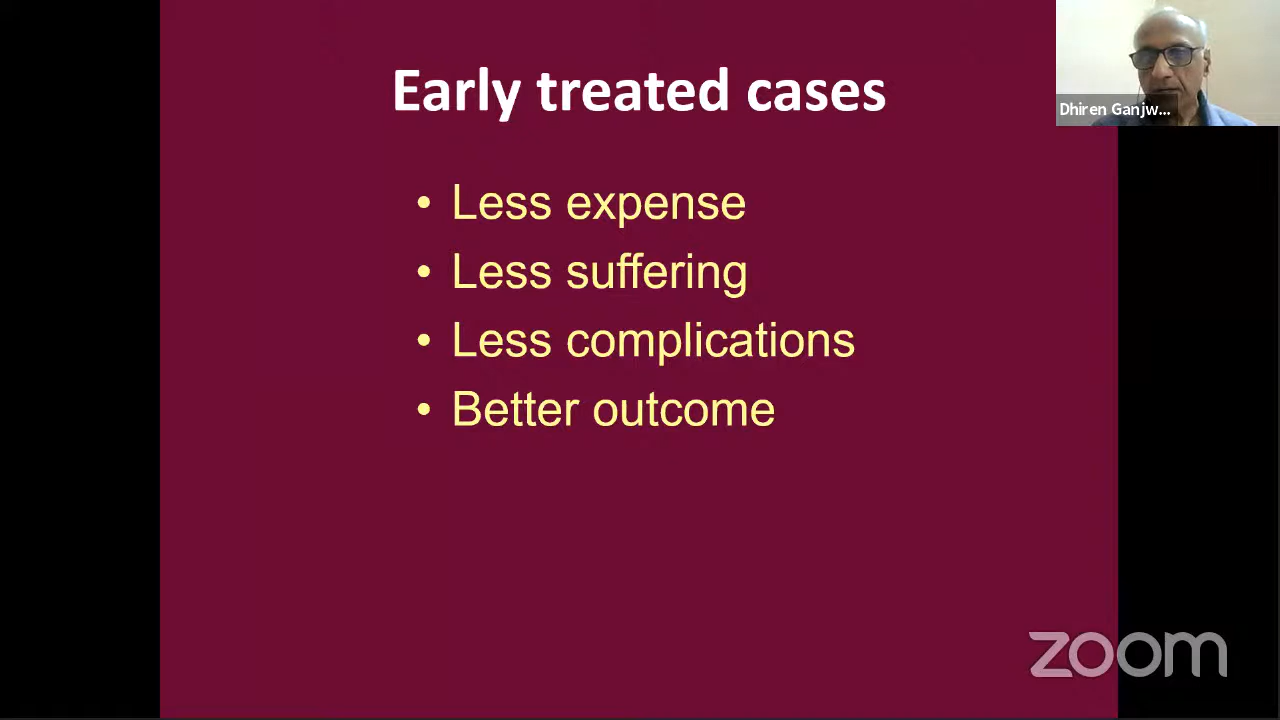 Early treated cases
Dhiren Ganjw...
• Less expense
• Less suffering
• Less complications
• Better outcome
zoom